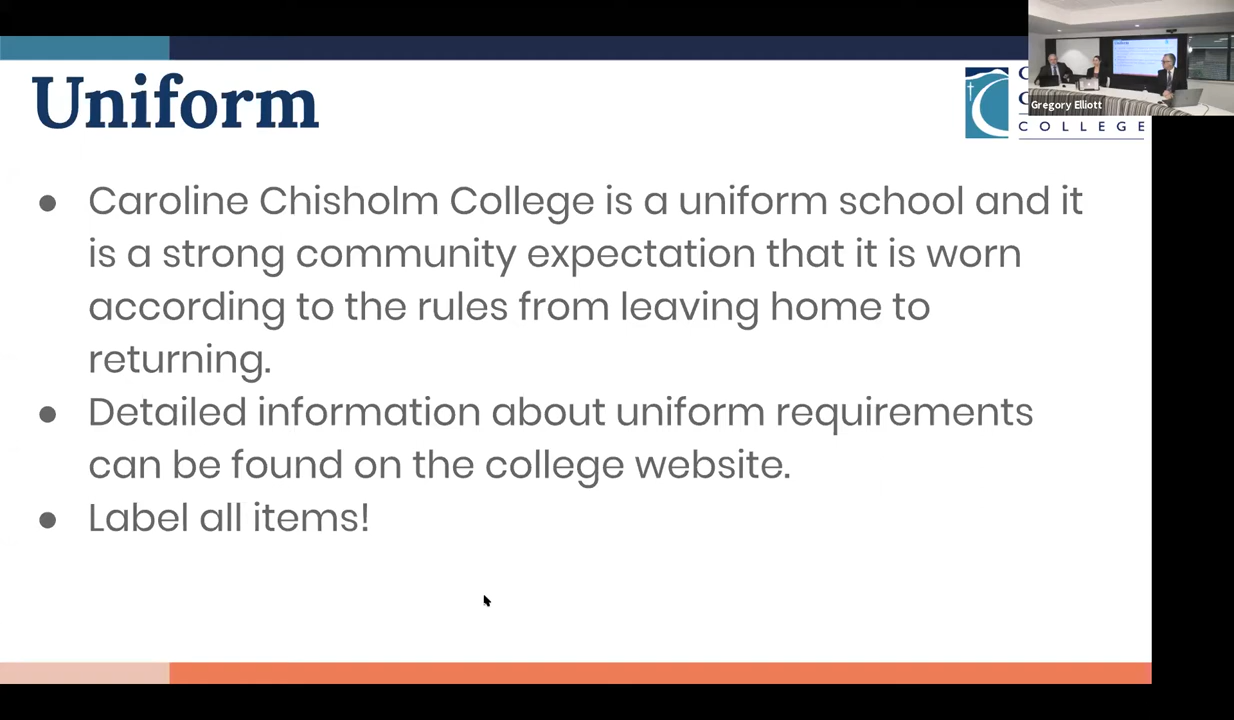 Uniform
Gregory Elliott
COLLEGE
● Caroline Chisholm College is a uniform school and it
is a strong community expectation that it is worn
according to the rules from leaving home to
returning.
● Detailed information about uniform requirements
can be found on the college website.
● Label all items!